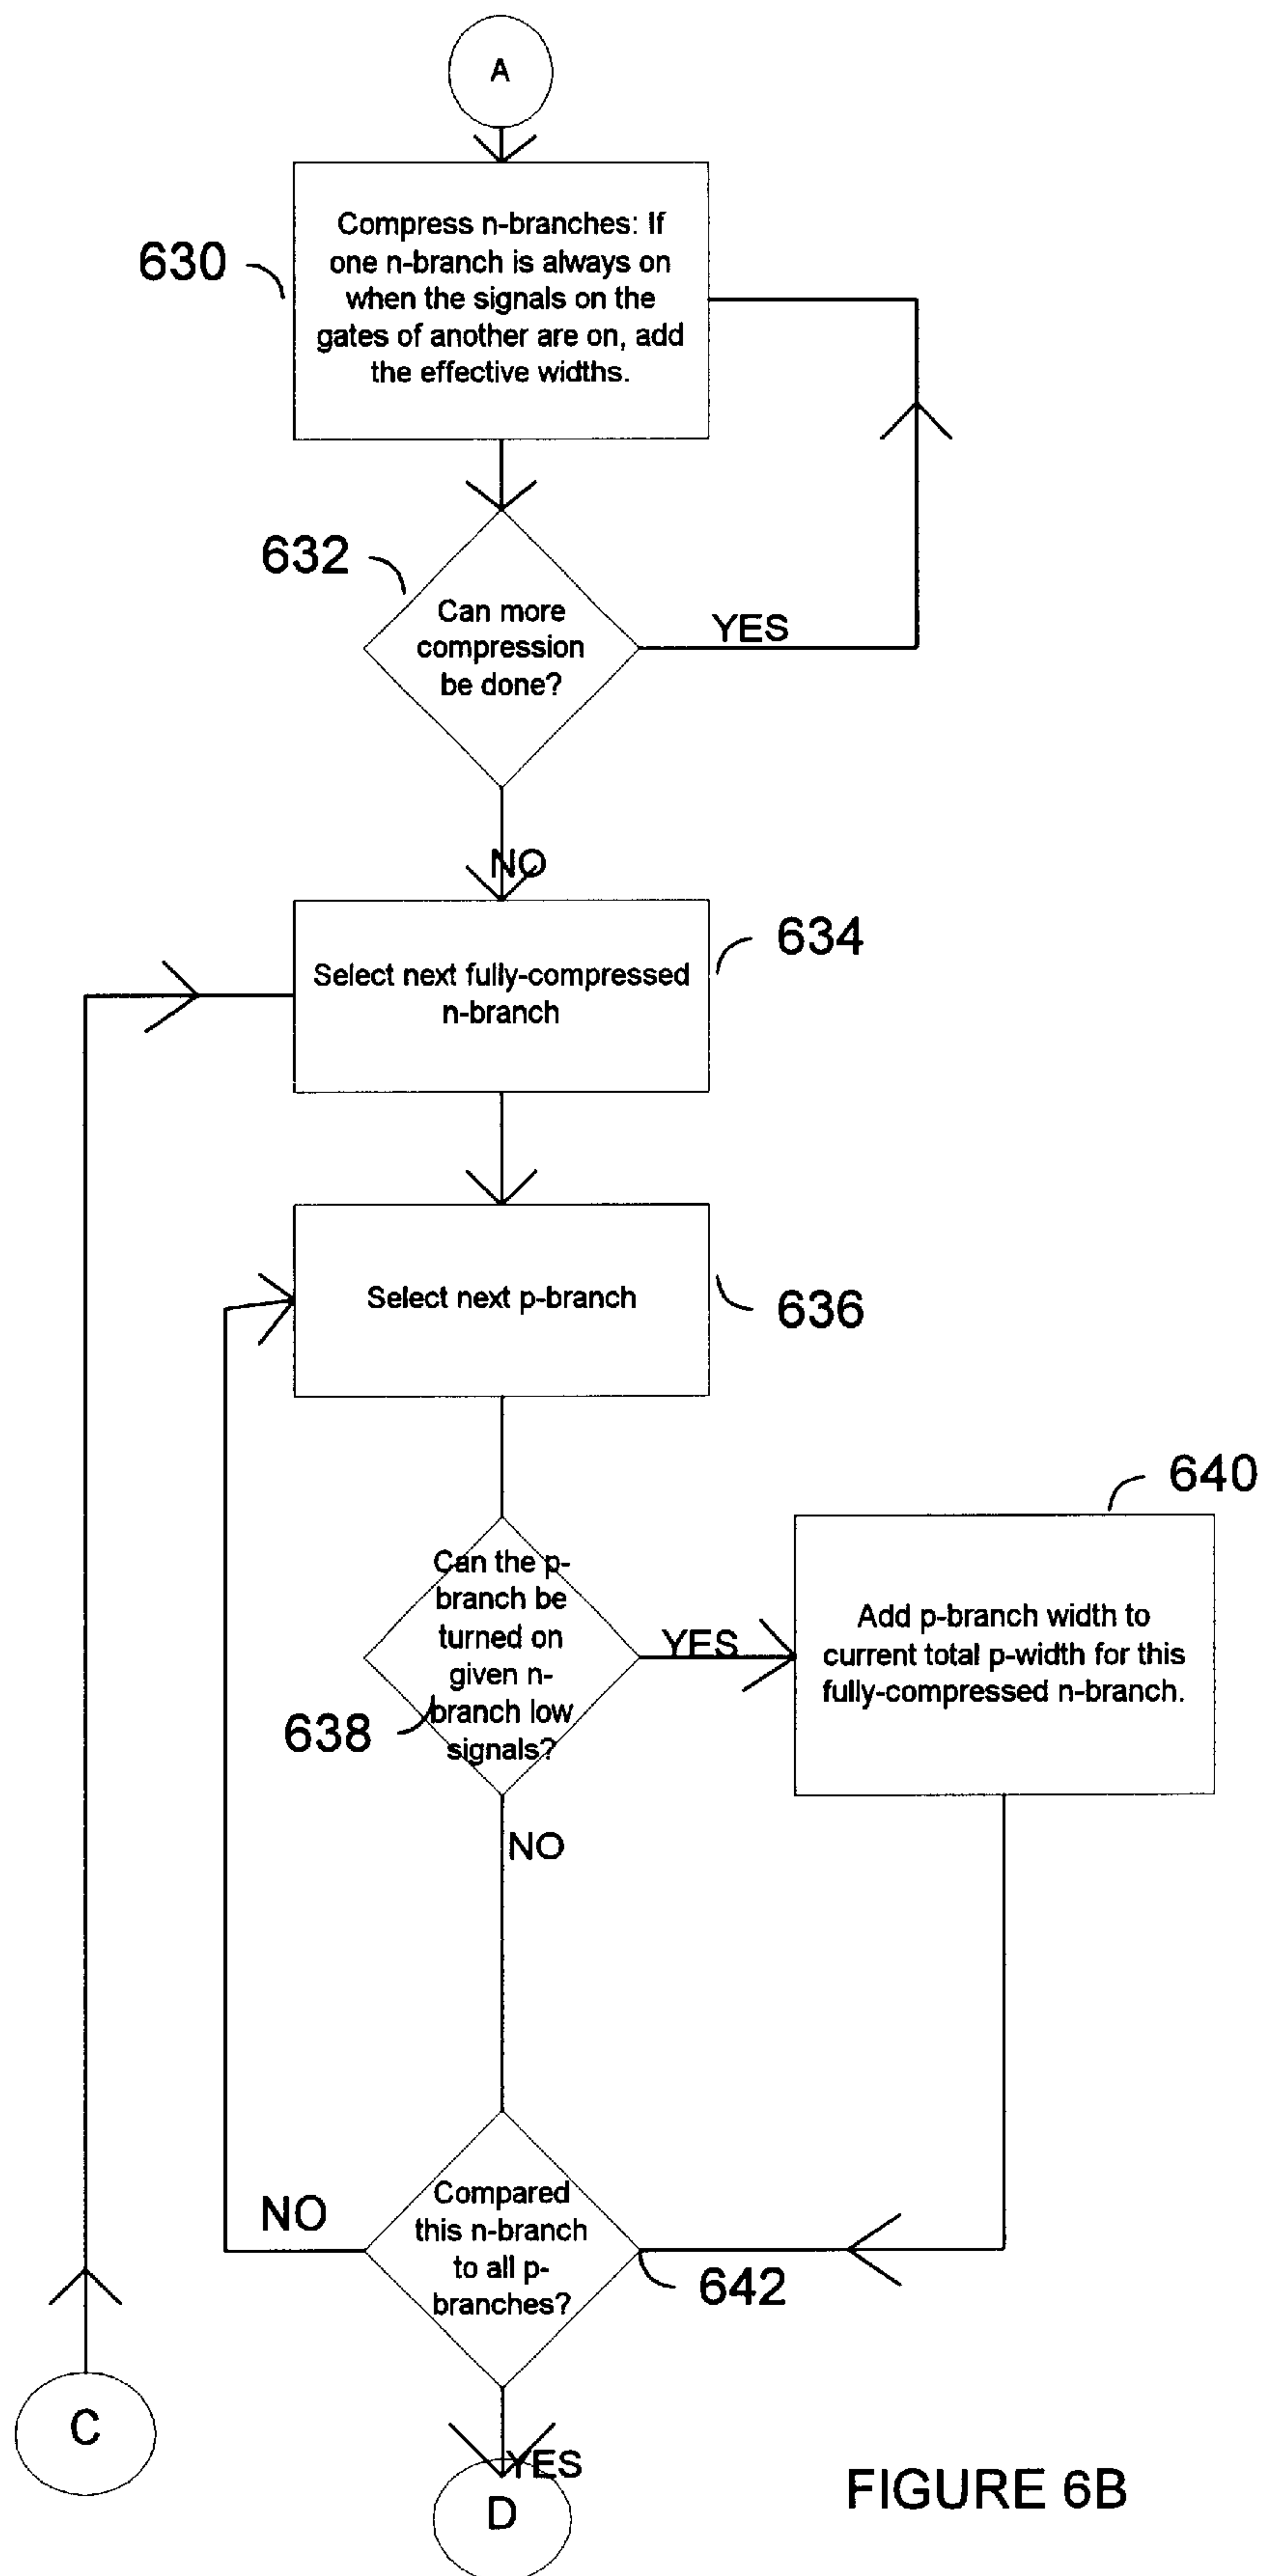 A
630
Compress n-branches: If
one n-branch is always on
when the signals on the
gates of another are on, add
the effective widths.
632
Can more
compression
be done?
YES
NO
634
Select next fully-compressed
n-branch
Select next p-branch
636
640
Can the p-
branch be
turned on
given n-
branch low
signals?
YES
638
Add p-branch width to
current total p-width for this
fully-compressed n-branch.
NO
NO
Compared
this n-branch
to all p-
branches?
642
C
YES
D
FIGURE 6B